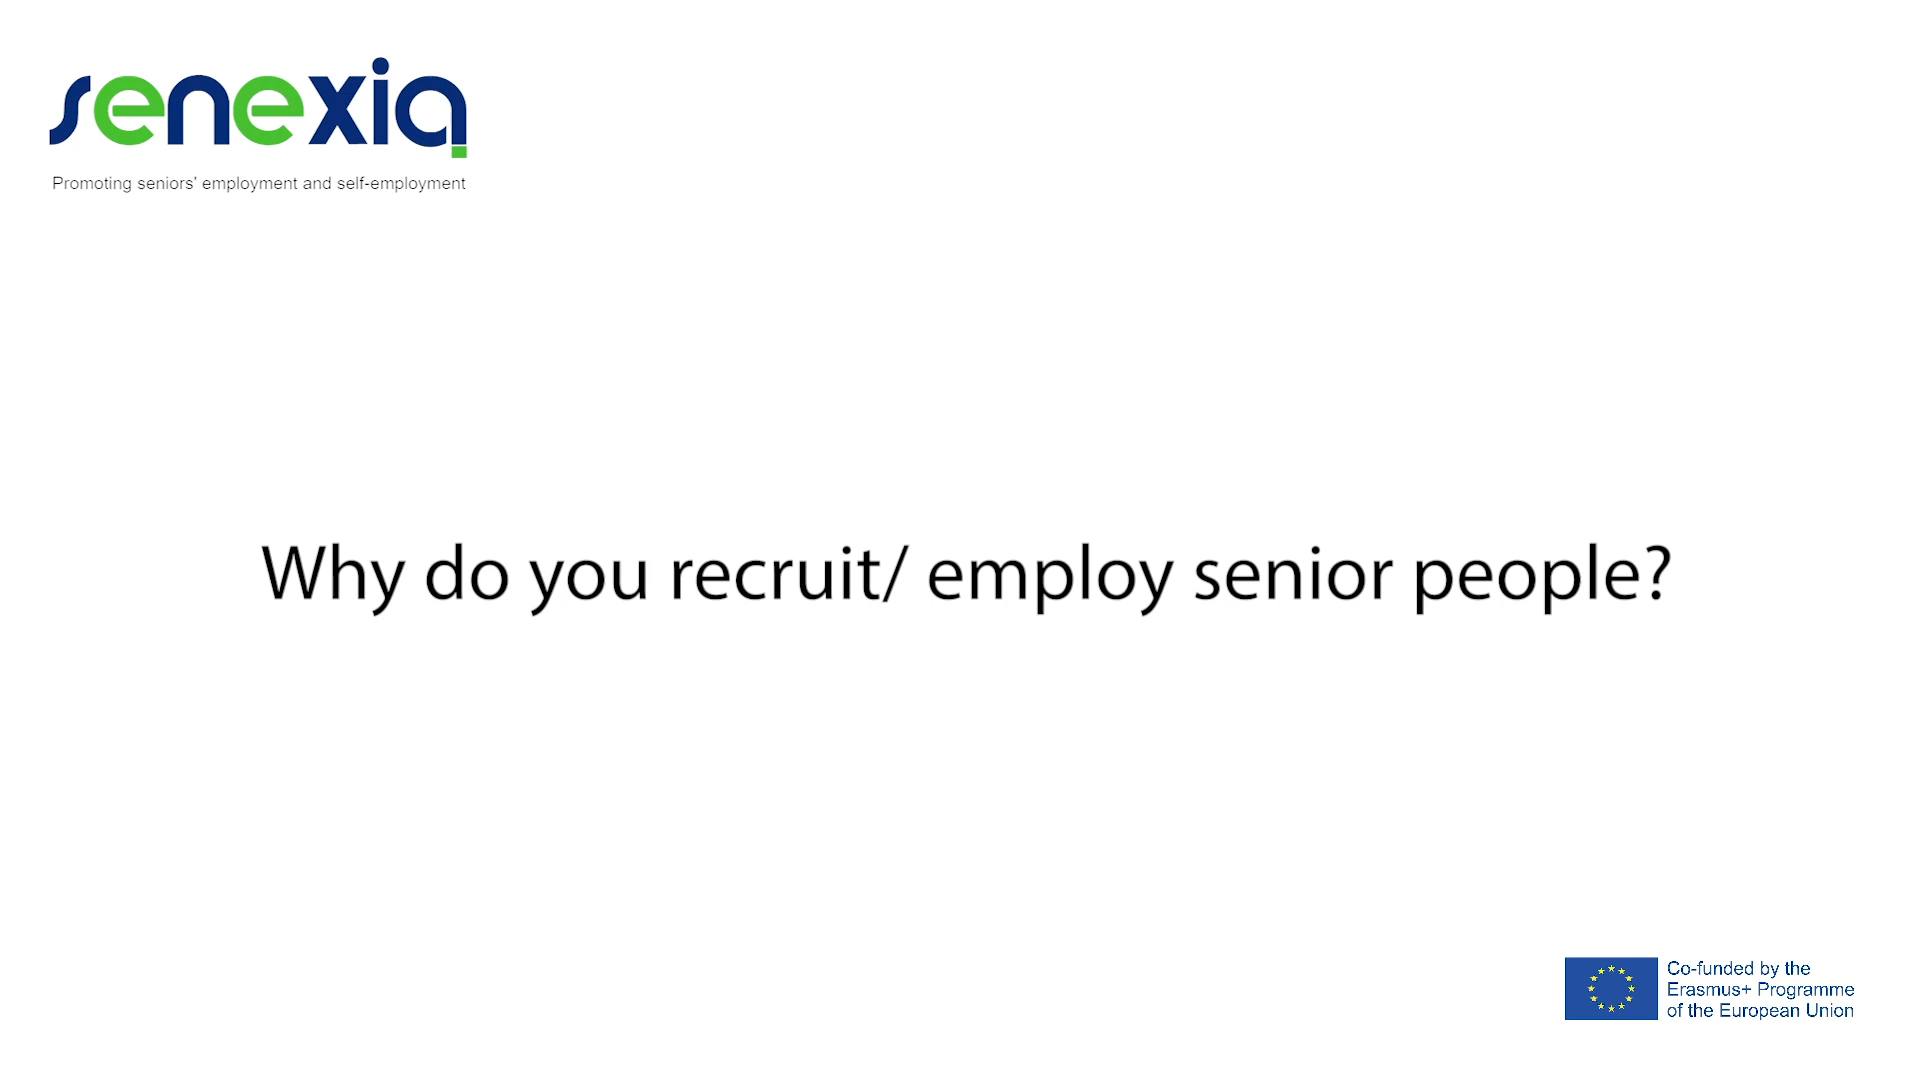 senexia
Promoting seniors' employment and self-employment
Why do you recruit/ employ senior people?
Co-funded by the
Erasmus+ Programme
of the European Union